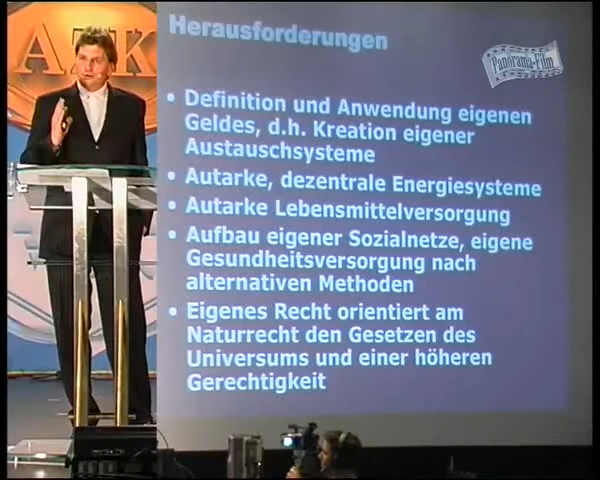 AZK
Herausforderungen
Panorama-Film
• Definition und Anwendung eigenen
Geldes, d.h. Kreation eigener
Austauschsysteme
• Autarke, dezentrale Energiesysteme
• Autarke Lebensmittelversorgung
• Aufbau eigener Sozialnetze, eigene
Gesundheitsversorgung nach
alternativen Methoden
• Eigenes Recht orientiert am
Naturrecht den Gesetzen des
Universums und einer höheren
Gerechtigkeit